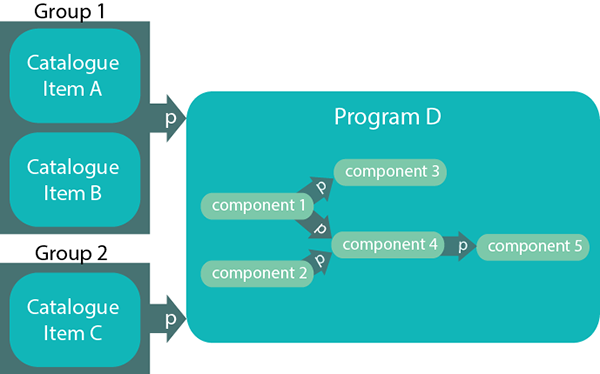 Group 1
Catalogue
Item A
p
Catalogue
Item B
Group 2
Catalogue
Item C
p
Program D
component 3
p
component 1
p
component 4
p
component 5
p
component 2